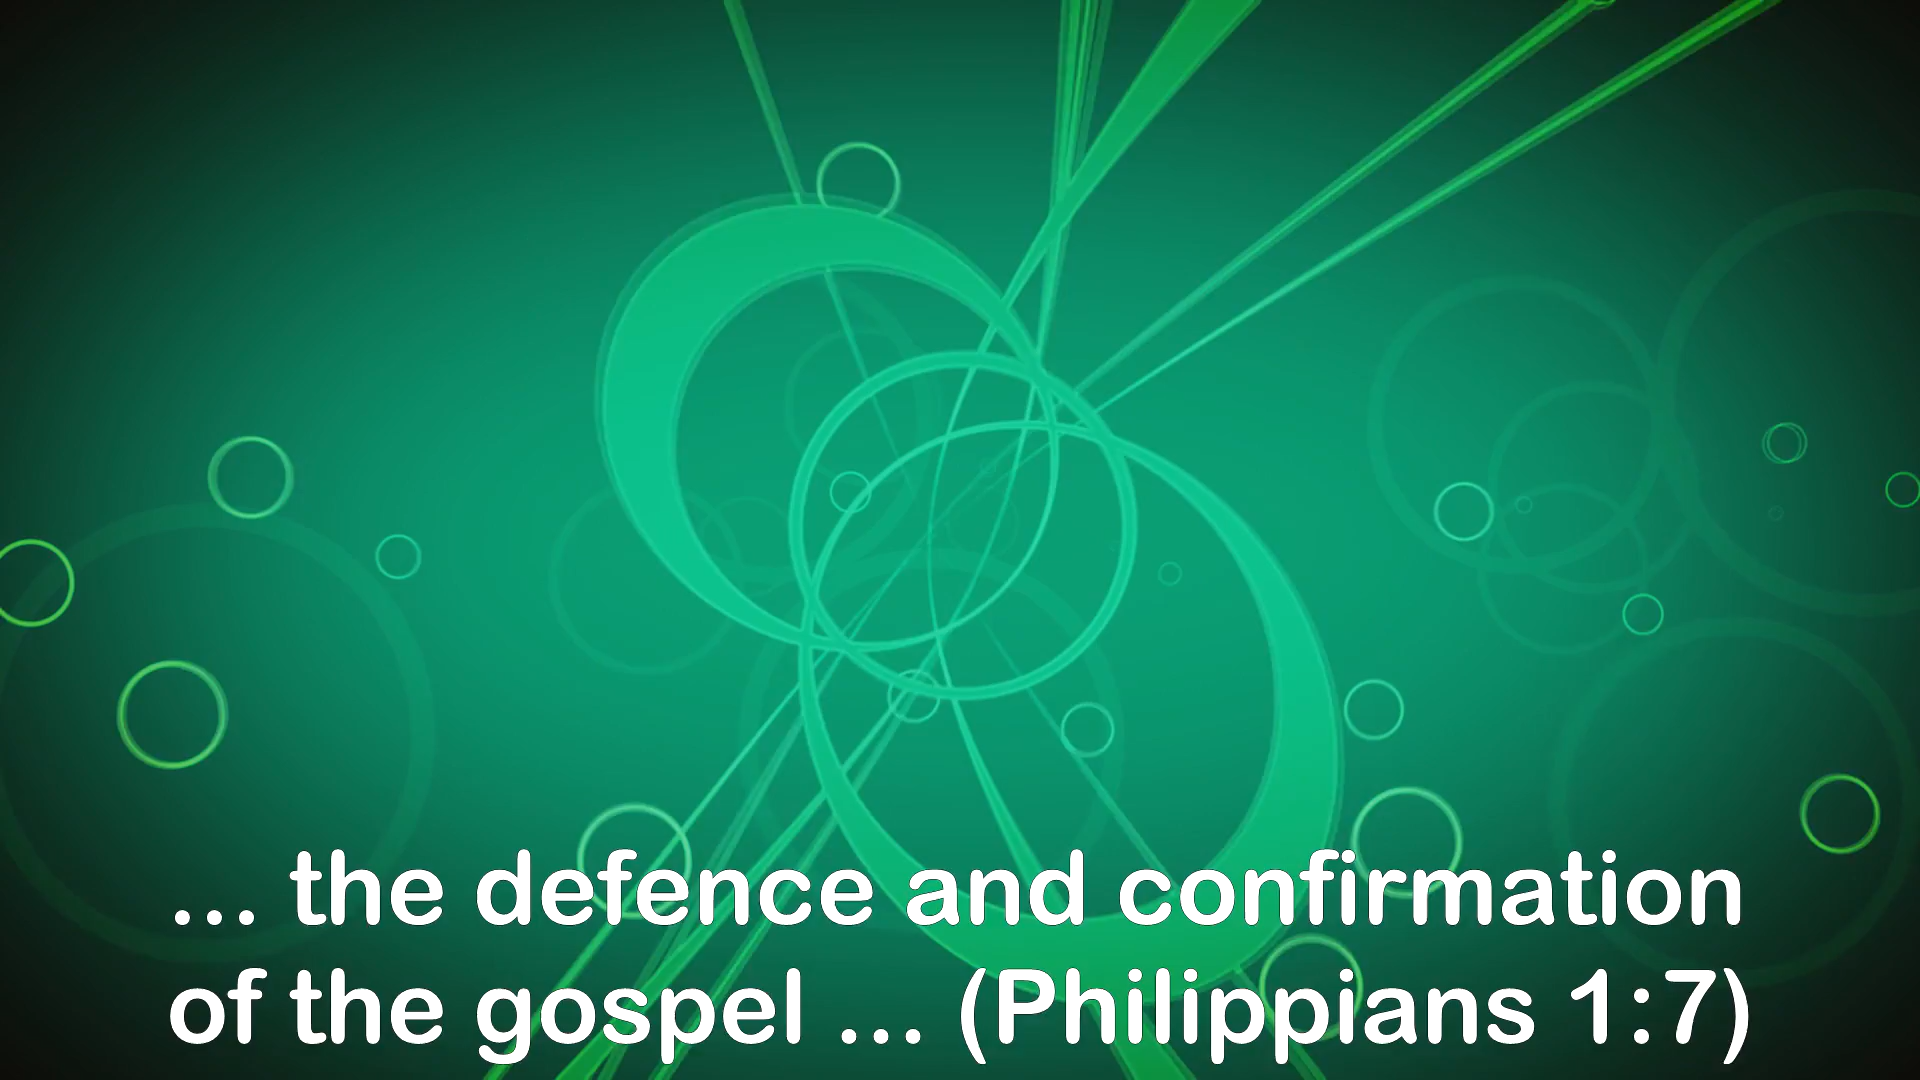 ... the defence and confirmation
of the gospel ... (Philippians 1:7)